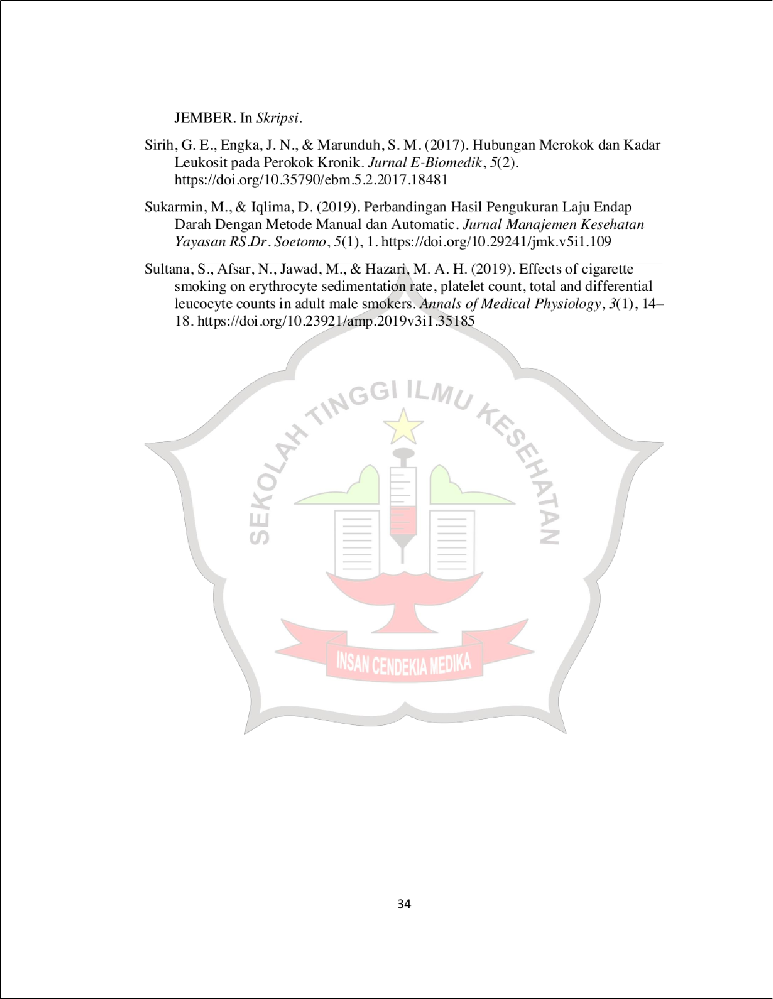 JEMBER. In Skripsi.
Sirih, G. E., Engka, J. N., & Marunduh, S. M. (2017). Hubungan Merokok dan Kadar
Leukosit pada Perokok Kronik. Jurnal E-Biomedik, 5(2).
https://doi.org/10.35790/ebm.5.2.2017.18481
Sukarmin, M., & Iqlima, D. (2019). Perbandingan Hasil Pengukuran Laju Endap
Darah Dengan Metode Manual dan Automatic. Jurnal Manajemen Kesehatan
Yayasan RS.Dr. Soetomo, 5(1), 1. https://doi.org/10.29241/jmk.v5i1.109
Sultana, S., Afsar, N., Jawad, M., & Hazari, M. A. H. (2019). Effects of cigarette
smoking on erythrocyte sedimentation rate, platelet count, total and differential
leucocyte counts in adult male smokers. Annals of Medical Physiology, 3(1), 14–
18. https://doi.org/10.23921/amp.2019v3i1.35185
SEKOLAH TINGGI ILMU KESEHATAN
INSAN CENDEKIA MEDIKA
34